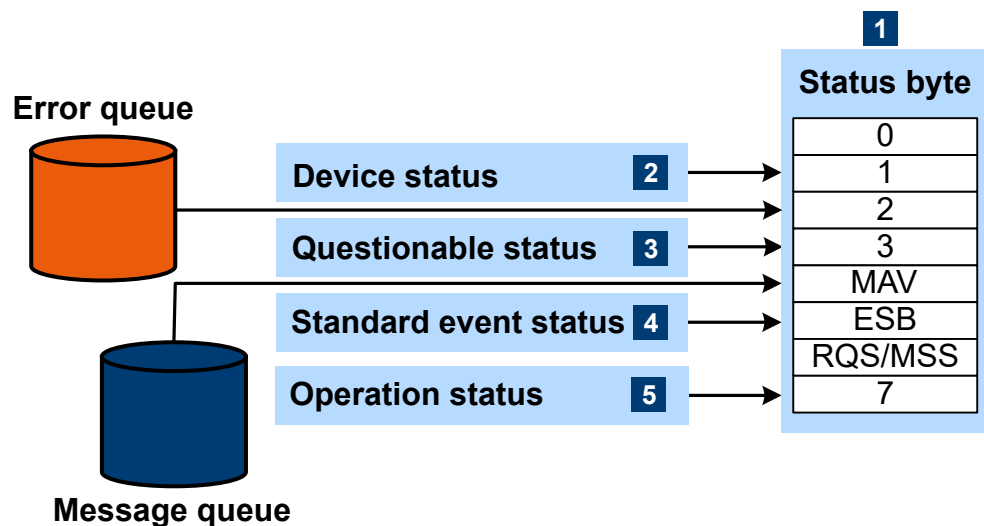 1
Status byte
Error queue
0
Device status 2
1
2
Questionable status 3
3
MAV
Standard event status 4
ESB
RQS/MSS
Operation status 5
7
Message queue